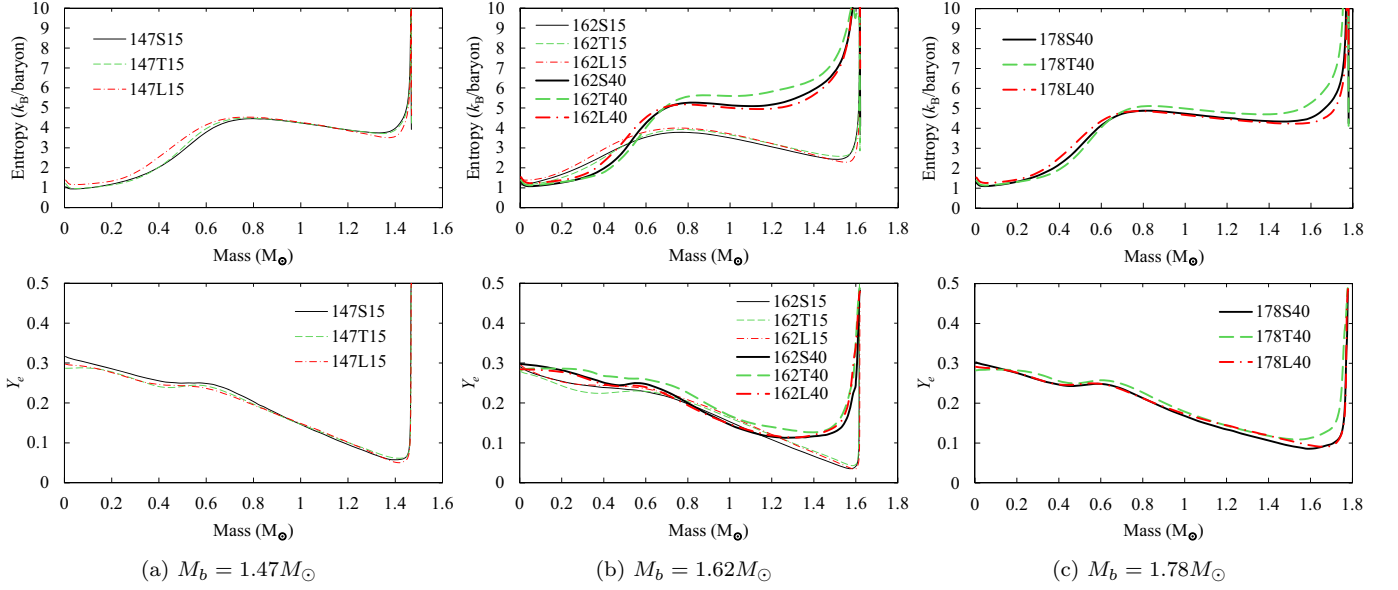 Entropy (k_B/baryon)
10
9
8
7
6
5
4
3
2
1
0
147S15
147T15
147L15
0 0.2 0.4 0.6 0.8 1 1.2 1.4 1.6
Mass (M⊙)
Entropy (k_B/baryon)
10
9
8
7
6
5
4
3
2
1
0
162S15
162T15
162L15
162S40
162T40
162L40
0 0.2 0.4 0.6 0.8 1 1.2 1.4 1.6 1.8
Mass (M⊙)
Entropy (k_B/baryon)
10
9
8
7
6
5
4
3
2
1
0
178S40
178T40
178L40
0 0.2 0.4 0.6 0.8 1 1.2 1.4 1.6 1.8
Mass (M⊙)
Y_e
0.5
0.4
0.3
0.2
0.1
0
147S15
147T15
147L15
0 0.2 0.4 0.6 0.8 1 1.2 1.4 1.6
Mass (M⊙)
Y_e
0.5
0.4
0.3
0.2
0.1
0
162S15
162T15
162L15
162S40
162T40
162L40
0 0.2 0.4 0.6 0.8 1 1.2 1.4 1.6 1.8
Mass (M⊙)
Y_e
0.5
0.4
0.3
0.2
0.1
0
178S40
178T40
178L40
0 0.2 0.4 0.6 0.8 1 1.2 1.4 1.6 1.8
Mass (M⊙)
(a) M_b = 1.47M⊙
(b) M_b = 1.62M⊙
(c) M_b = 1.78M⊙